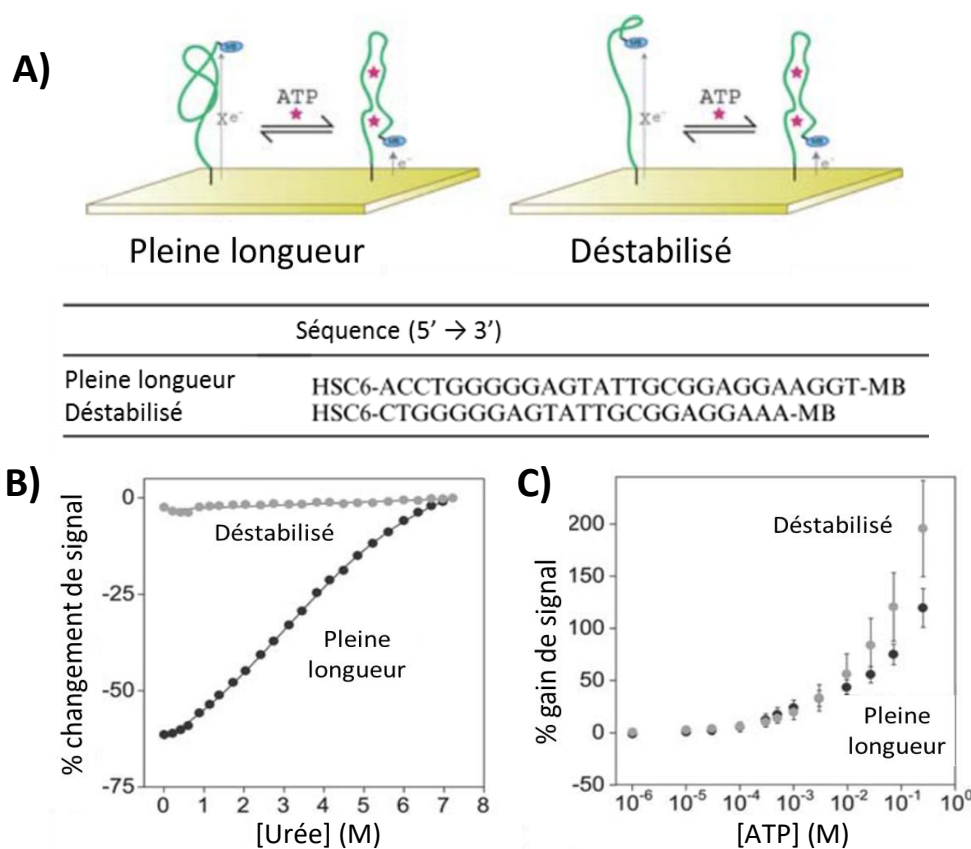 A)
MB
ATP
X e-
e-
MB
MB
ATP
X e-
e-
MB
Pleine longueur
Déstabilisé
Séquence (5’ → 3’)
Pleine longueur HSC6-ACCTGGGGGAGTATTGCGGAGGAAGGT-MB
Déstabilisé HSC6-CTGGGGGAGTATTGCGGAGGAAA-MB
B)
% changement de signal
0
-25
-50
-75
Déstabilisé
Pleine
longueur
0 1 2 3 4 5 6 7 8
[Urée] (M)
C)
% gain de signal
200
150
100
50
0
-50
Déstabilisé
Pleine
longueur
10⁻⁶ 10⁻⁵ 10⁻⁴ 10⁻³ 10⁻² 10⁻¹ 10⁰
[ATP] (M)